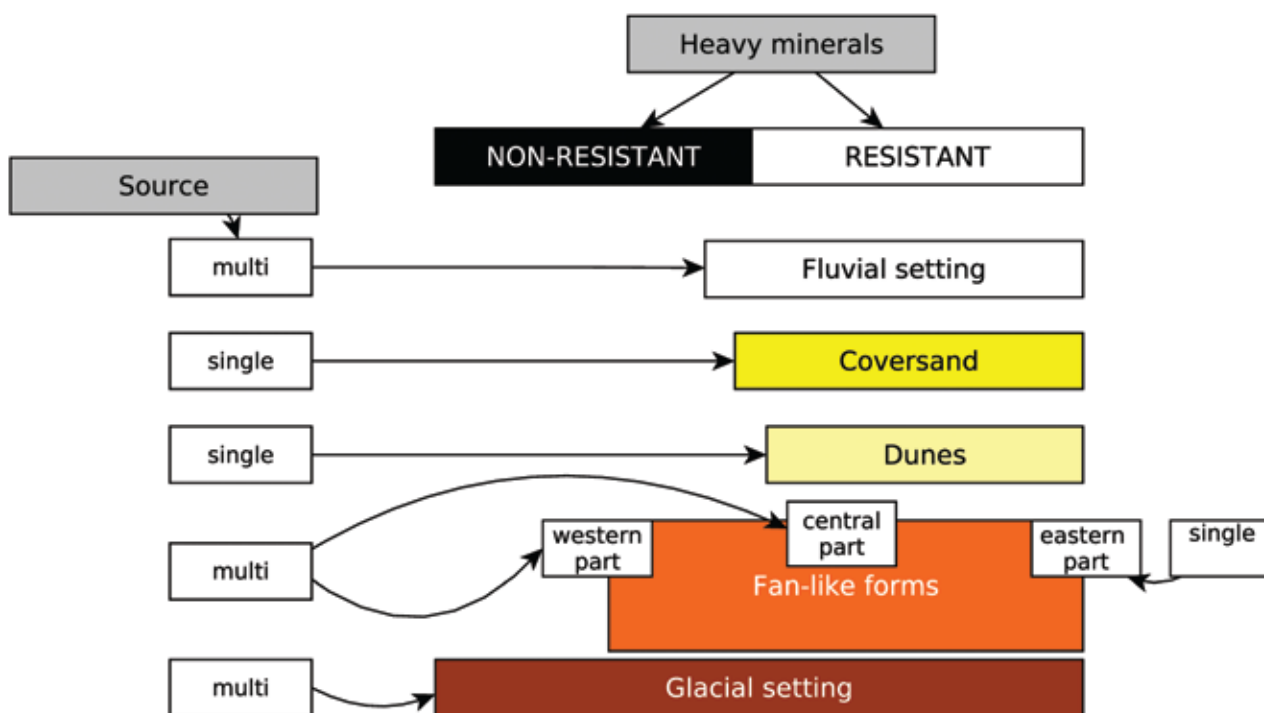 Heavy minerals
NON-RESISTANT RESISTANT
Source
multi Fluvial setting
single Coversand
single Dunes
central
part
western
part
eastern
part
single
multi
Fan-like forms
multi Glacial setting